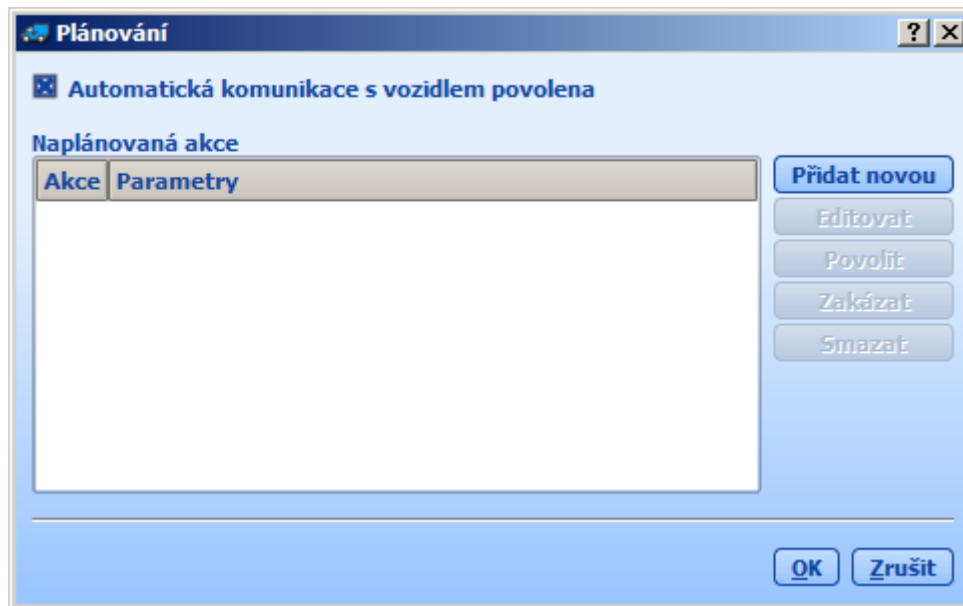 Plánování
Automatická komunikace s vozidlem povolena
Naplánovaná akce
Akce Parametry
Přidat novou
Editovat
Povolit
Zakázat
Smazat
OK Zrušit